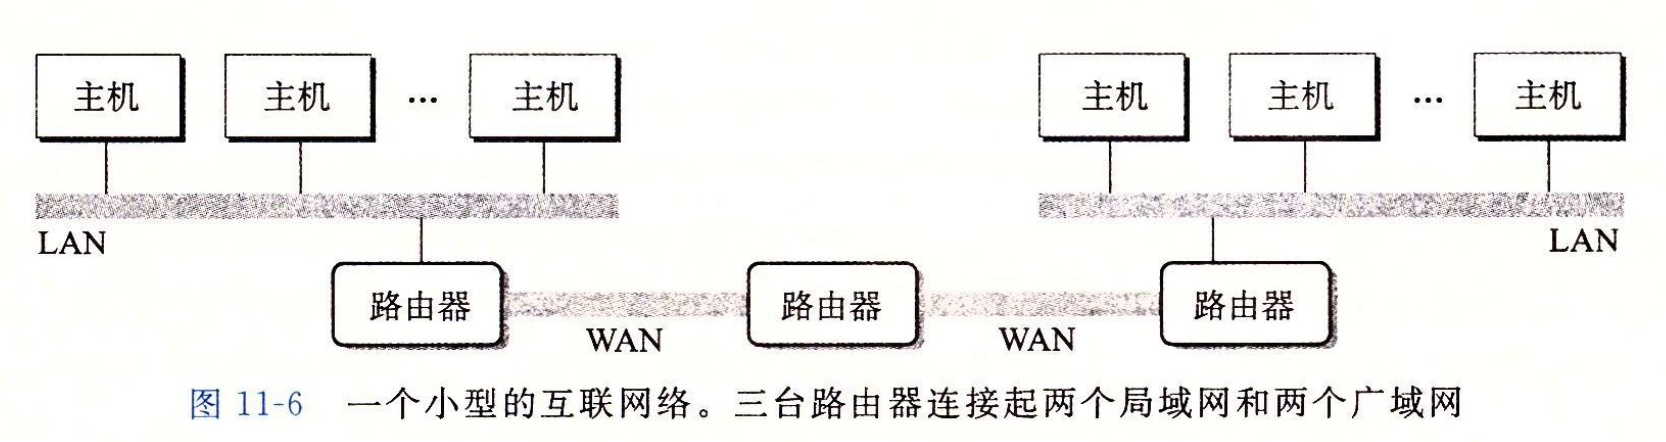 主机 主机 … 主机 主机 主机 … 主机
LAN LAN
路由器 路由器 路由器
WAN WAN
图 11-6 一个小型的互联网络。三台路由器连接起两个局域网和两个广域网